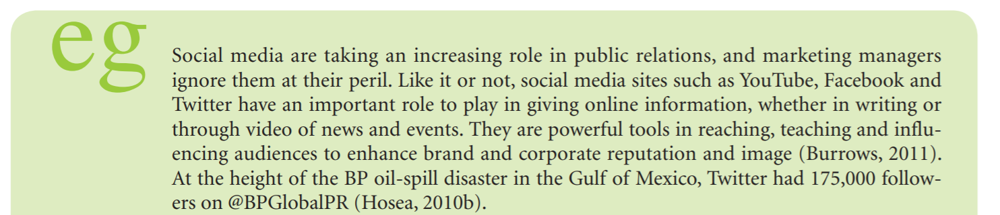 eg
Social media are taking an increasing role in public relations, and marketing managers
ignore them at their peril. Like it or not, social media sites such as YouTube, Facebook and
Twitter have an important role to play in giving online information, whether in writing or
through video of news and events. They are powerful tools in reaching, teaching and influ-
encing audiences to enhance brand and corporate reputation and image (Burrows, 2011).
At the height of the BP oil-spill disaster in the Gulf of Mexico, Twitter had 175,000 follow-
ers on @BPGlobalPR (Hosea, 2010b).